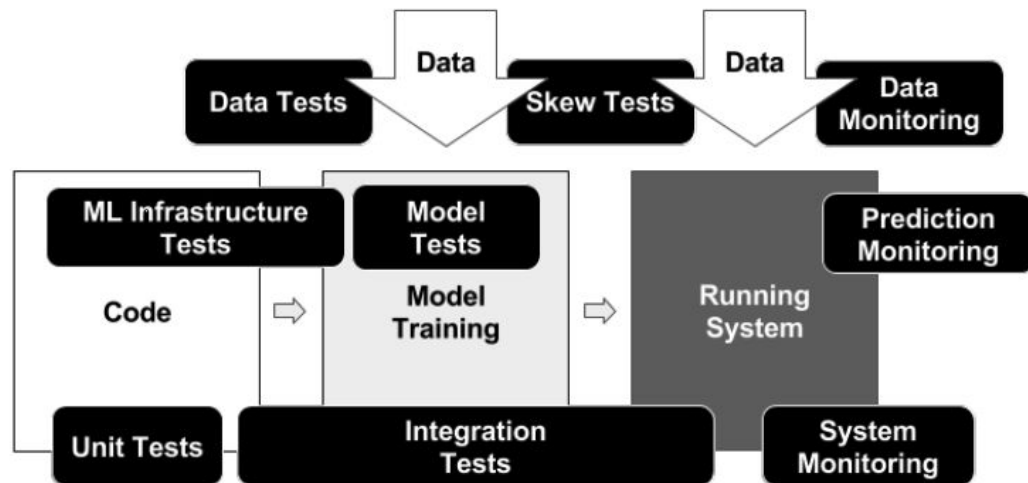 Data
Data
Data Tests
Skew Tests
Data
Monitoring
ML Infrastructure
Tests
Model
Tests
Prediction
Monitoring
Code
Model
Training
Running
System
Unit Tests
Integration
Tests
System
Monitoring